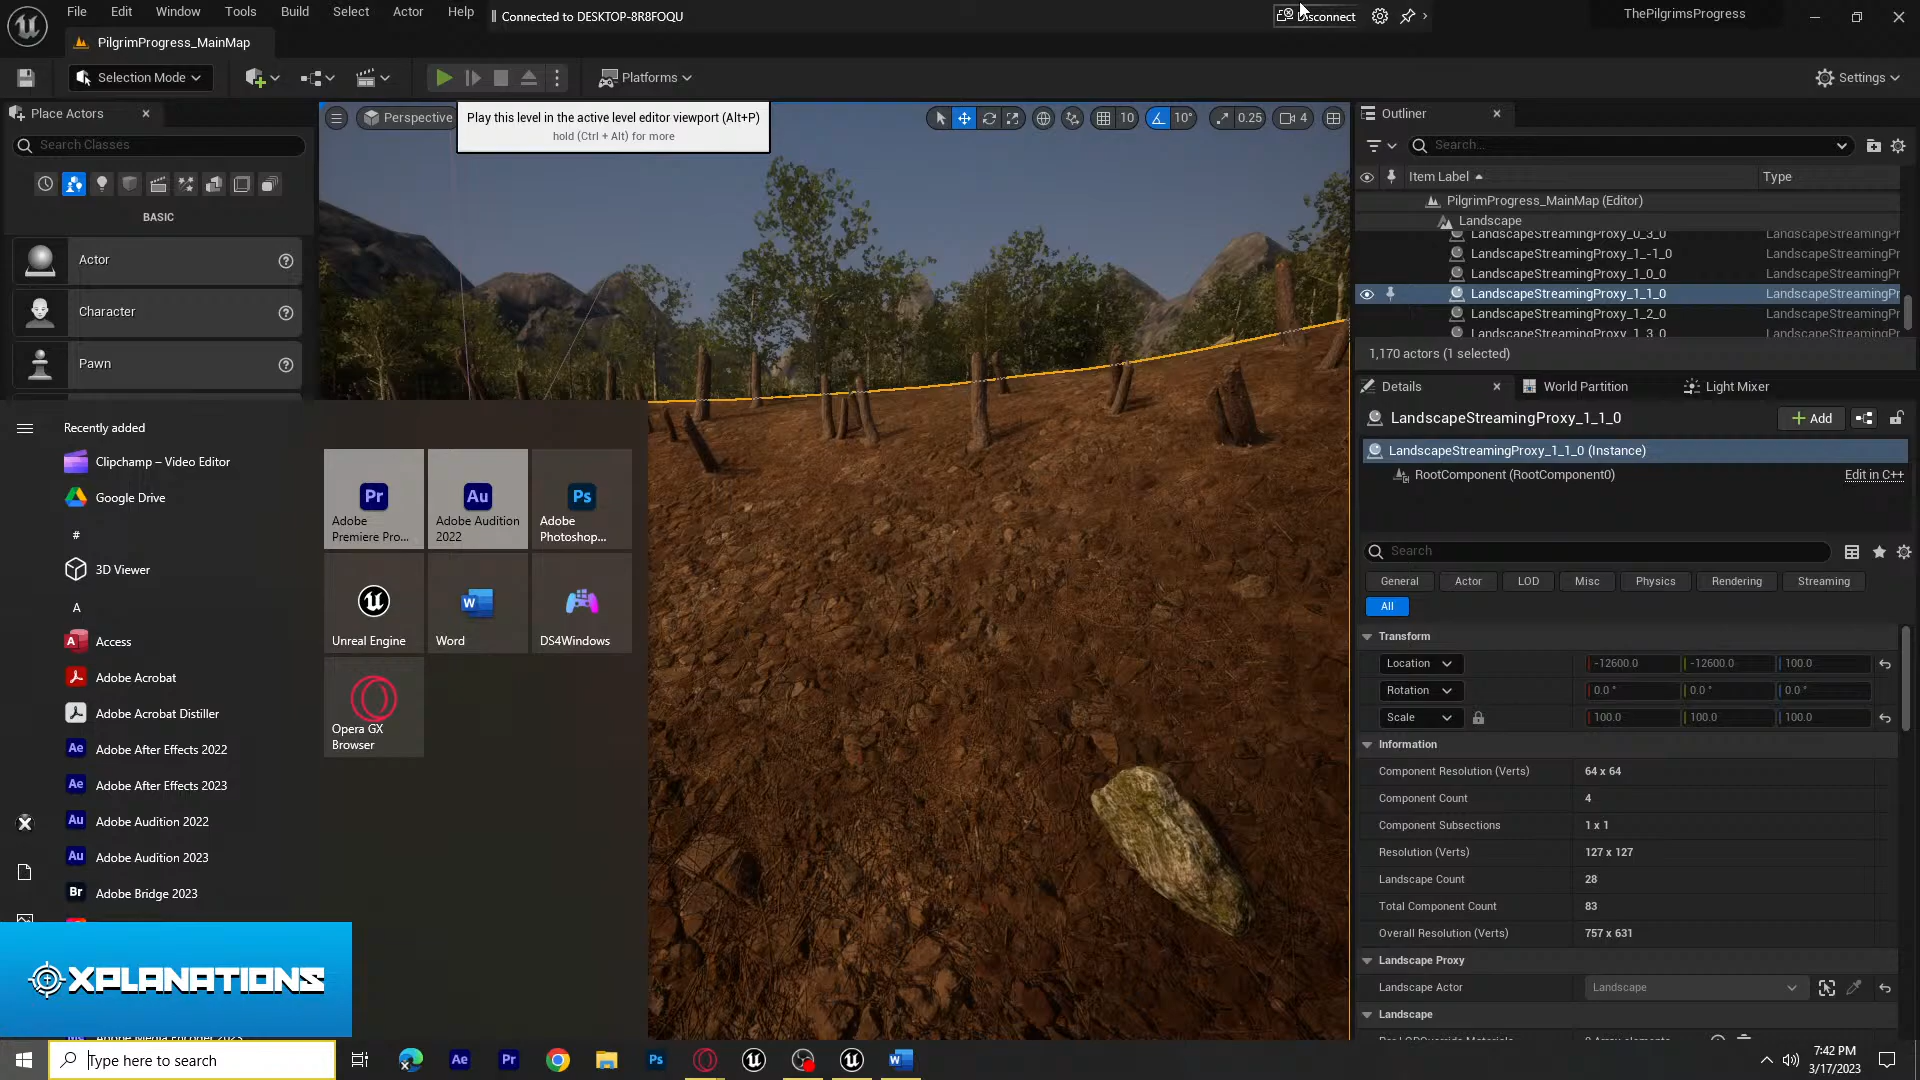 File Edit Window Tools Build Select Actor Help
Connected to DESKTOP-8R8FOQU
Disconnect
ThePilgrimsProgress
PilgrimProgress_MainMap
Selection Mode
Platforms
Settings
Place Actors
Search Classes
BASIC
Actor
Character
Pawn
Perspective
Play this level in the active level editor viewport (Alt+P)
hold (Ctrl + Alt) for more
10
10°
0.25
4
Outliner
Search...
Item Label
Type
PilgrimProgress_MainMap (Editor)
Landscape
LandscapeStreamingProxy_0_3_0 LandscapeStreamingPr
LandscapeStreamingProxy_1_-1_0 LandscapeStreamingPr
LandscapeStreamingProxy_1_0_0 LandscapeStreamingPr
LandscapeStreamingProxy_1_1_0 LandscapeStreamingPr
LandscapeStreamingProxy_1_2_0 LandscapeStreamingPr
LandscapeStreamingProxy_1_3_0 LandscapeStreamingPr
1,170 actors (1 selected)
Details
World Partition
Light Mixer
LandscapeStreamingProxy_1_1_0
Add
LandscapeStreamingProxy_1_1_0 (Instance)
RootComponent (RootComponent0)
Edit in C++
Search
General Actor LOD Misc Physics Rendering Streaming
All
Transform
Location -12600.0 -12600.0 100.0
Rotation 0.0 ° 0.0 ° 0.0 °
Scale 100.0 100.0 100.0
Information
Component Resolution (Verts) 64 x 64
Component Count 4
Component Subsections 1 x 1
Resolution (Verts) 127 x 127
Landscape Count 28
Total Component Count 83
Overall Resolution (Verts) 757 x 631
Landscape Proxy
Landscape Actor Landscape
Landscape
Recently added
Clipchamp – Video Editor
Google Drive
#
3D Viewer
A
Access
Adobe Acrobat
Adobe Acrobat Distiller
Adobe After Effects 2022
Adobe After Effects 2023
Adobe Audition 2022
Adobe Audition 2023
Adobe Bridge 2023
Pr
Adobe
Premiere Pro...
Au
Adobe Audition
2022
Ps
Adobe
Photoshop...
Unreal Engine
Word
DS4Windows
Opera GX
Browser
XPLANATIONS
Type here to search
7:42 PM
3/17/2023